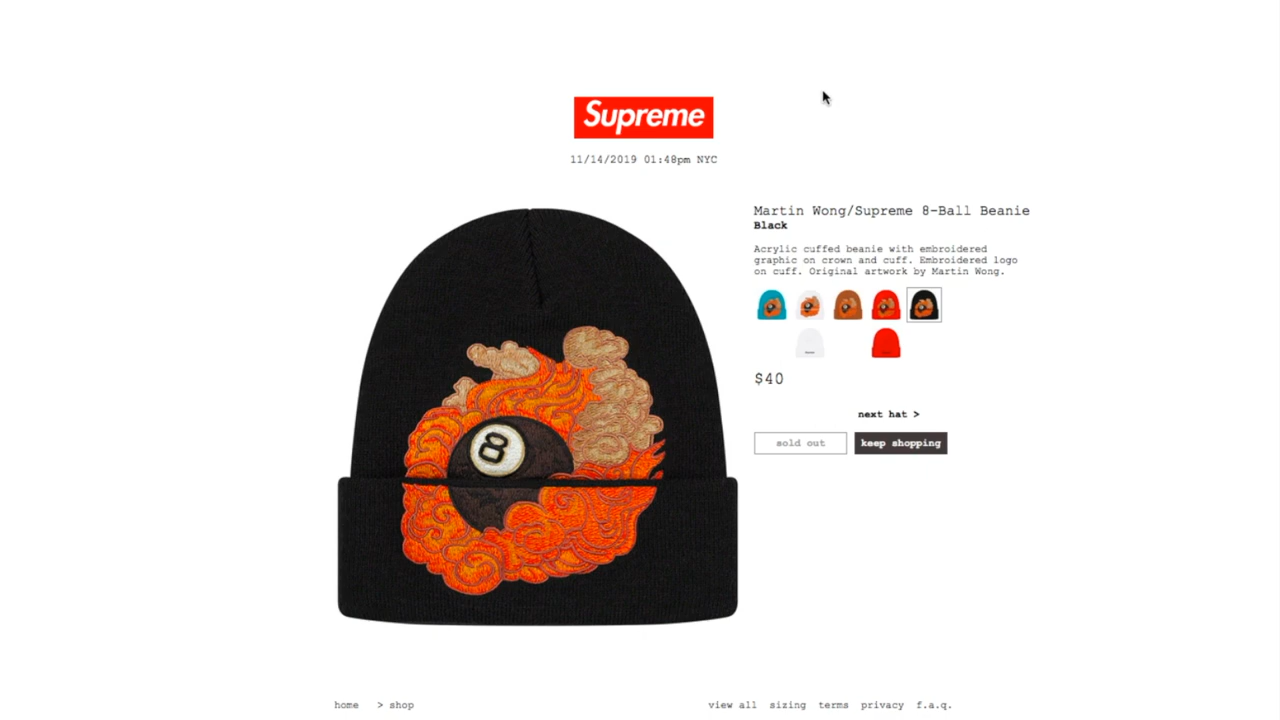 Supreme
11/14/2019 01:48pm NYC
Martin Wong/Supreme 8-Ball Beanie
Black
Acrylic cuffed beanie with embroidered
graphic on crown and cuff. Embroidered logo
on cuff. Original artwork by Martin Wong.
$40
next hat >
sold out
keep shopping
8
home > shop
view all sizing terms privacy f.a.q.